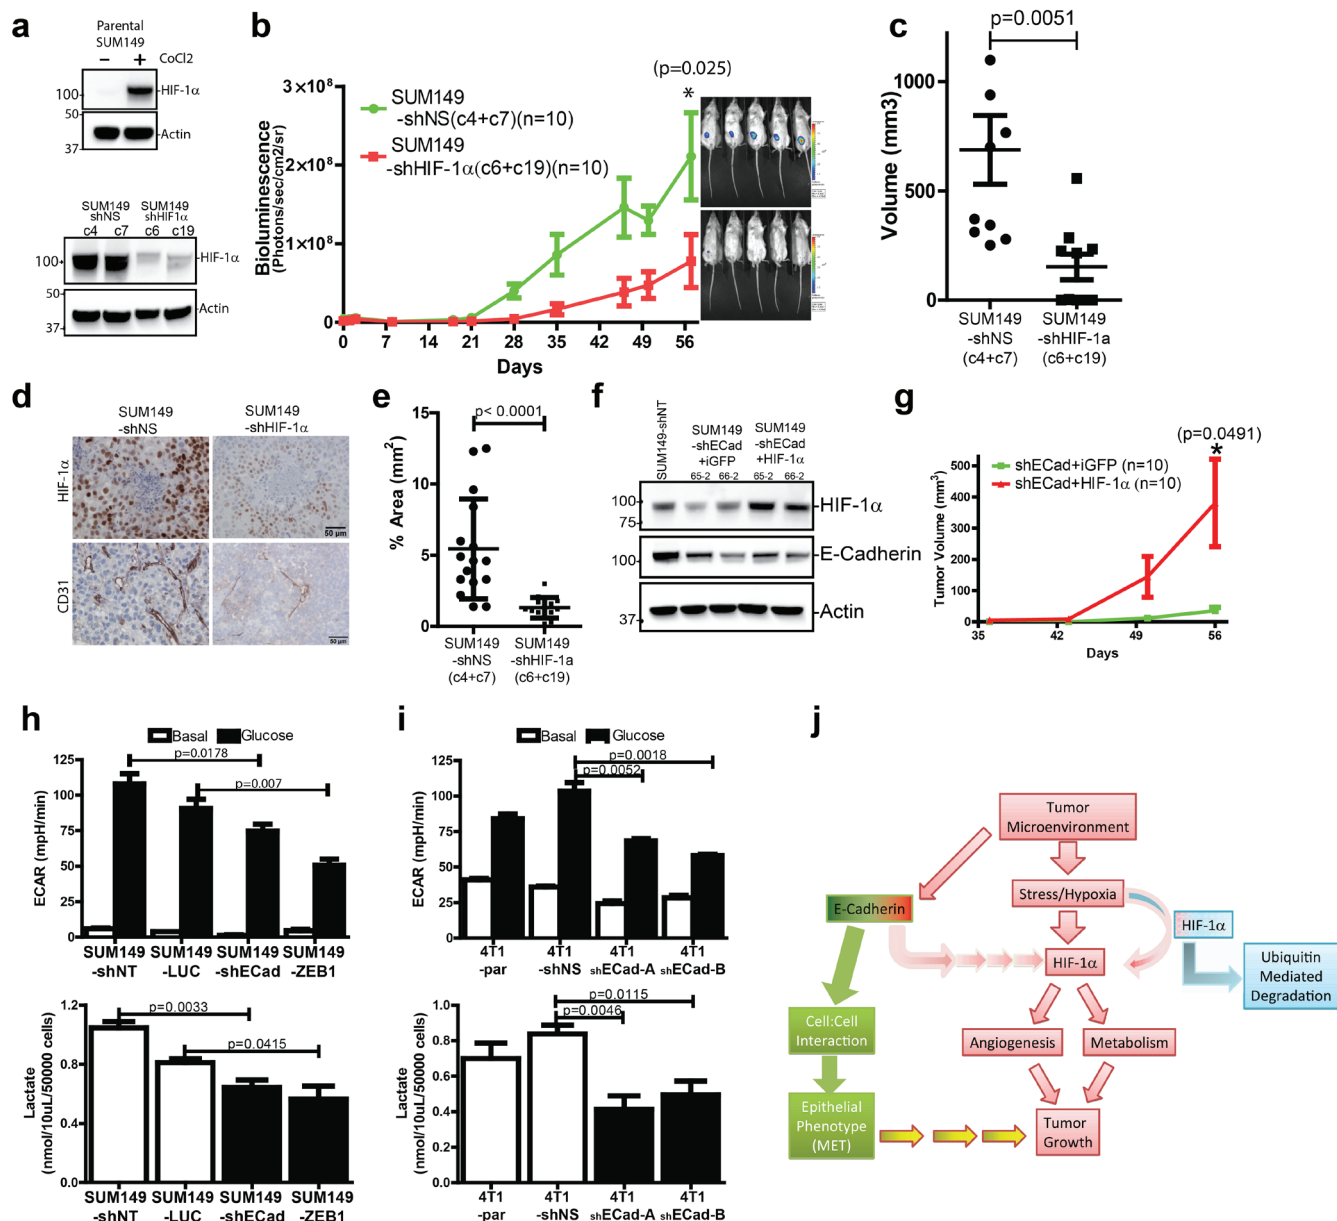 a
Parental
SUM149
− + CoCl2
100
-HIF-1α
50
-Actin
37
SUM149 SUM149
shNS shHIF1α
c4 c7 c6 c19
100
-HIF-1α
50
-Actin
37
b
(p=0.025)
*
3×10⁸
2×10⁸
1×10⁸
0
Bioluminescence
(Photons/sec/cm2/sr)
SUM149
-shNS(c4+c7)(n=10)
SUM149
-shHIF-1α(c6+c19)(n=10)
0 7 14 21 28 35 42 49 56
Days
c
p=0.0051
Volume (mm3)
1000
500
0
SUM149 SUM149
-shNS -shHIF-1a
(c4+c7) (c6+c19)
d
SUM149 SUM149
-shNS -shHIF-1α
HIF-1α
50 µm
CD31
50 µm
e
p< 0.0001
% Area (mm²)
15
10
5
0
SUM149 SUM149
-shNS -shHIF-1a
(c4+c7) (c6+c19)
f
SUM149-shNT
SUM149 SUM149
-shECad -shECad
+iGFP +HIF-1α
65-2 66-2 65-2 66-2
100
75
-HIF-1α
100
-E-Cadherin
37
-Actin
g
(p=0.0491)
*
shECad+iGFP (n=10)
shECad+HIF-1α (n=10)
Tumor Volume (mm³)
500
400
300
200
100
0
35 42 49 56
Days
h
Basal Glucose
p=0.0178
p=0.007
ECAR (mpH/min)
125
100
75
50
25
0
SUM149 SUM149 SUM149 SUM149
-shNT -LUC -shECad -ZEB1
p=0.0033
p=0.0415
Lactate
(nmol/10uL/50000 cells)
1.2
0.8
0.4
0.0
SUM149 SUM149 SUM149 SUM149
-shNT -LUC -shECad -ZEB1
i
Basal Glucose
p=0.0018
p=0.0052
ECAR (mpH/min)
125
100
75
50
25
0
4T1 4T1 4T1 4T1
-par -shNS shECad-A shECad-B
p=0.0115
p=0.0046
Lactate
(nmol/10uL/50000 cells)
1.0
0.8
0.6
0.4
0.2
0.0
4T1 4T1 4T1 4T1
-par -shNS shECad-A shECad-B
j
Tumor
Microenvironment
Stress/Hypoxia
E-Cadherin
HIF-1α
HIF-1α
Ubiquitin
Mediated
Degradation
Cell:Cell
Interaction
Angiogenesis
Metabolism
Epithelial
Phenotype
(MET)
Tumor
Growth